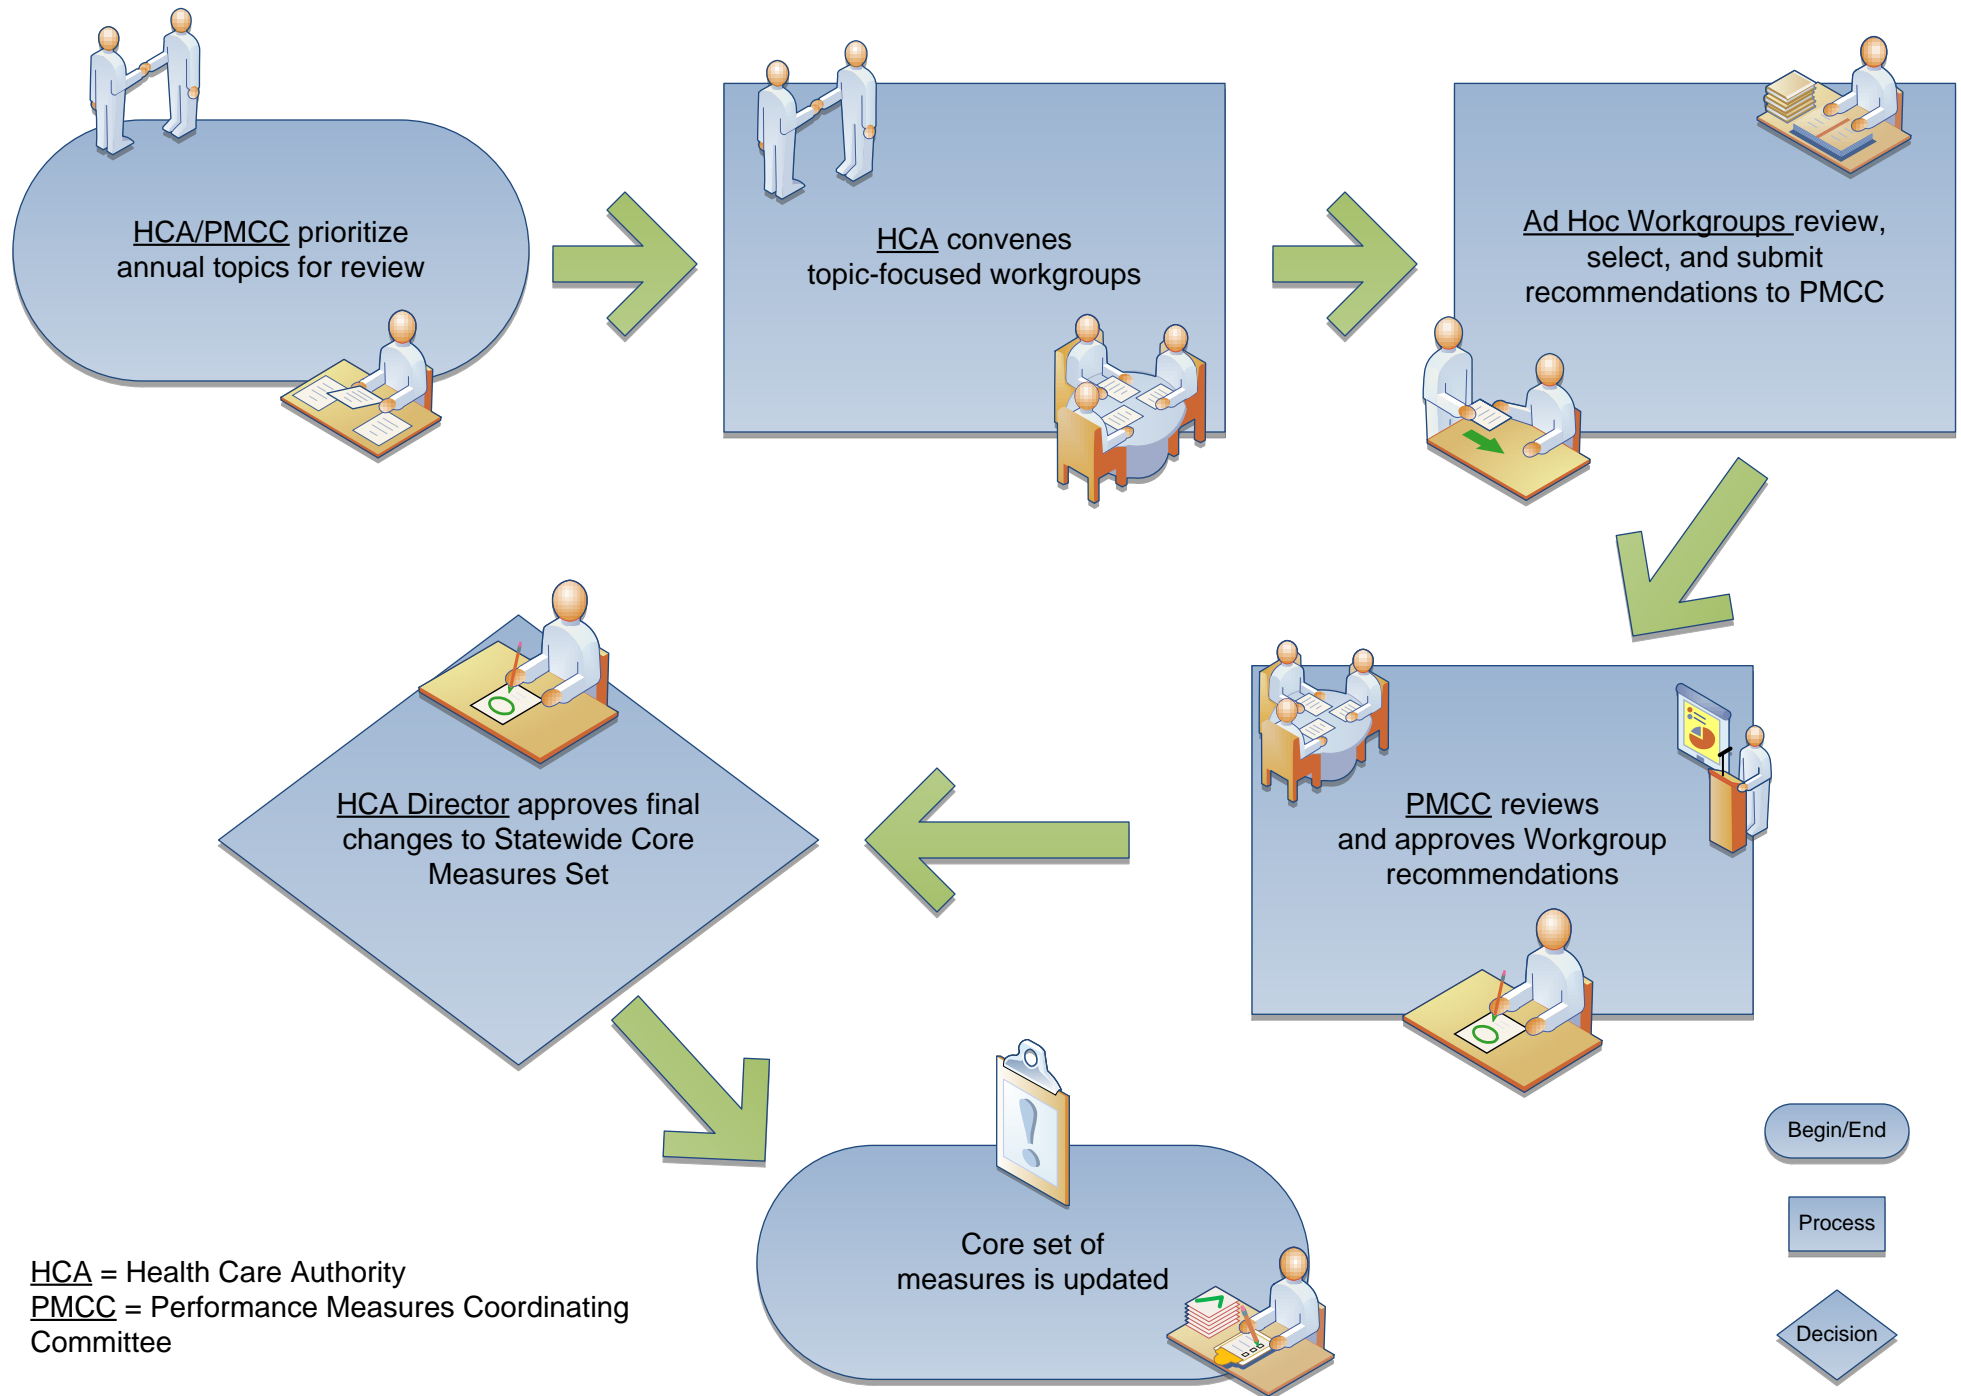 HCA/PMCC prioritize
annual topics for review
HCA convenes
topic-focused workgroups
Ad Hoc Workgroups review,
select, and submit
recommendations to PMCC
PMCC reviews
and approves Workgroup
recommendations
HCA Director approves final
changes to Statewide Core
Measures Set
Core set of
measures is updated
HCA = Health Care Authority
PMCC = Performance Measures Coordinating
Committee
Begin/End
Process
Decision